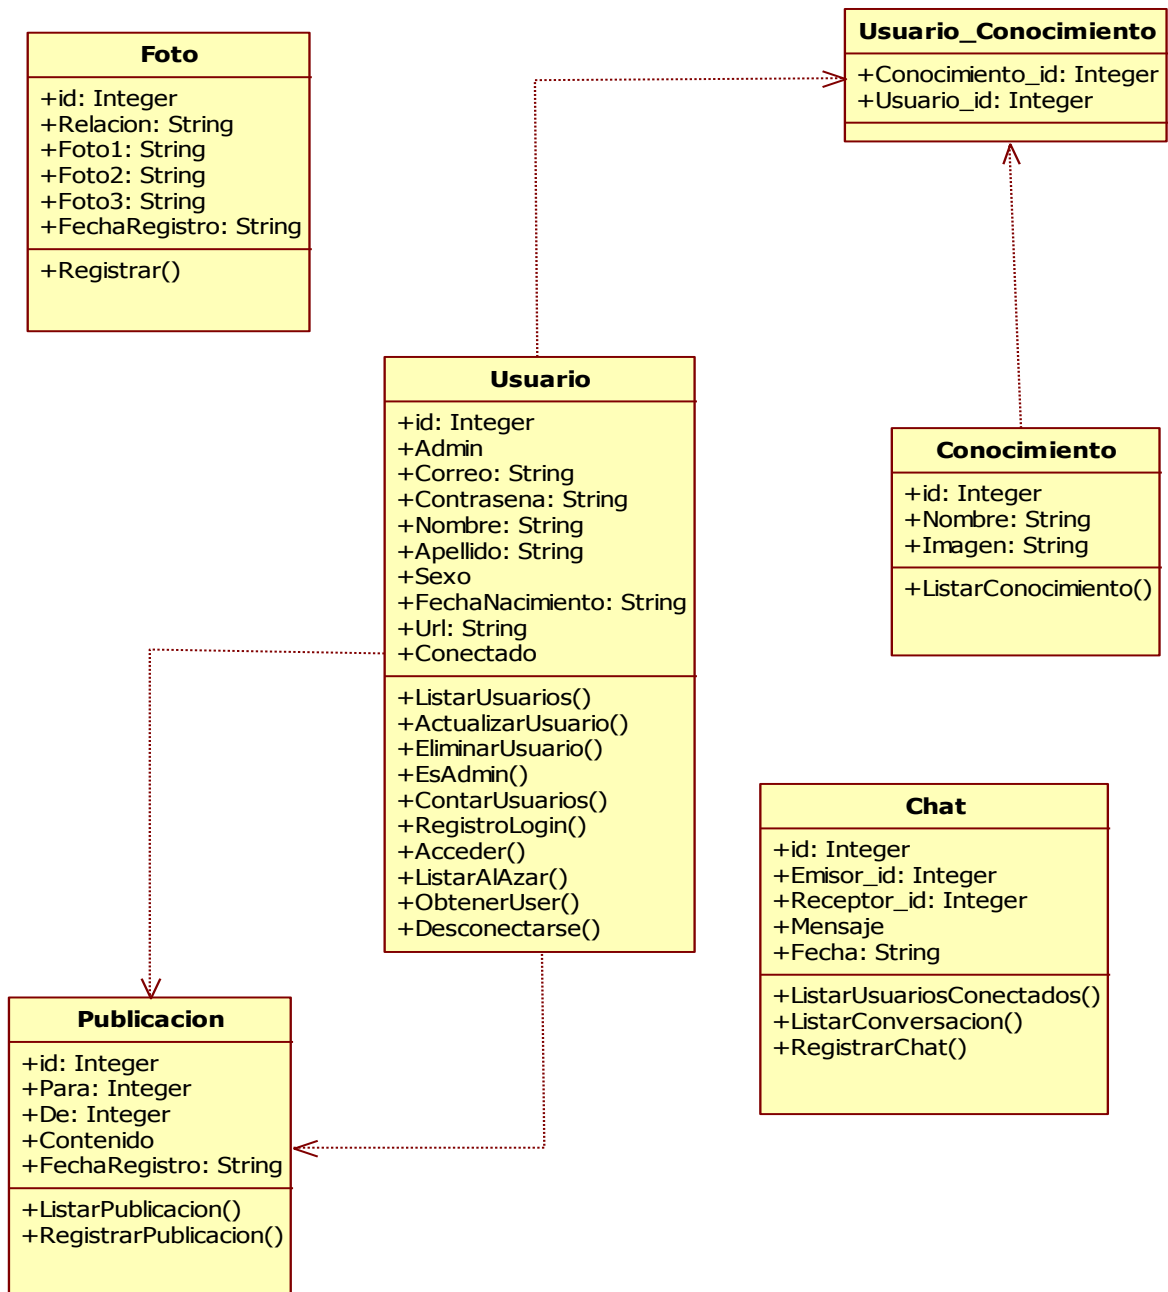 Foto
+id: Integer
+Relacion: String
+Foto1: String
+Foto2: String
+Foto3: String
+FechaRegistro: String
+Registrar()
Usuario_Conocimiento
+Conocimiento_id: Integer
+Usuario_id: Integer
Usuario
+id: Integer
+Admin
+Correo: String
+Contrasena: String
+Nombre: String
+Apellido: String
+Sexo
+FechaNacimiento: String
+Url: String
+Conectado
+ListarUsuarios()
+ActualizarUsuario()
+EliminarUsuario()
+EsAdmin()
+ContarUsuarios()
+RegistroLogin()
+Acceder()
+ListarAlAzar()
+ObtenerUser()
+Desconectarse()
Conocimiento
+id: Integer
+Nombre: String
+Imagen: String
+ListarConocimiento()
Chat
+id: Integer
+Emisor_id: Integer
+Receptor_id: Integer
+Mensaje
+Fecha: String
+ListarUsuariosConectados()
+ListarConversacion()
+RegistrarChat()
Publicacion
+id: Integer
+Para: Integer
+De: Integer
+Contenido
+FechaRegistro: String
+ListarPublicacion()
+RegistrarPublicacion()